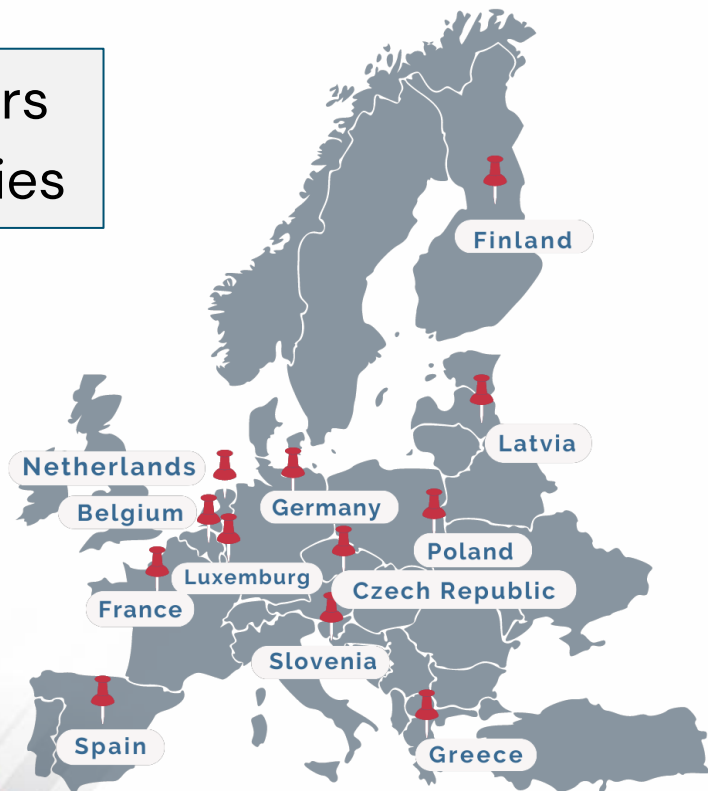 rs
ies
Finland
Latvia
Netherlands
Germany
Belgium
Poland
Luxemburg
Czech Republic
France
Slovenia
Spain
Greece